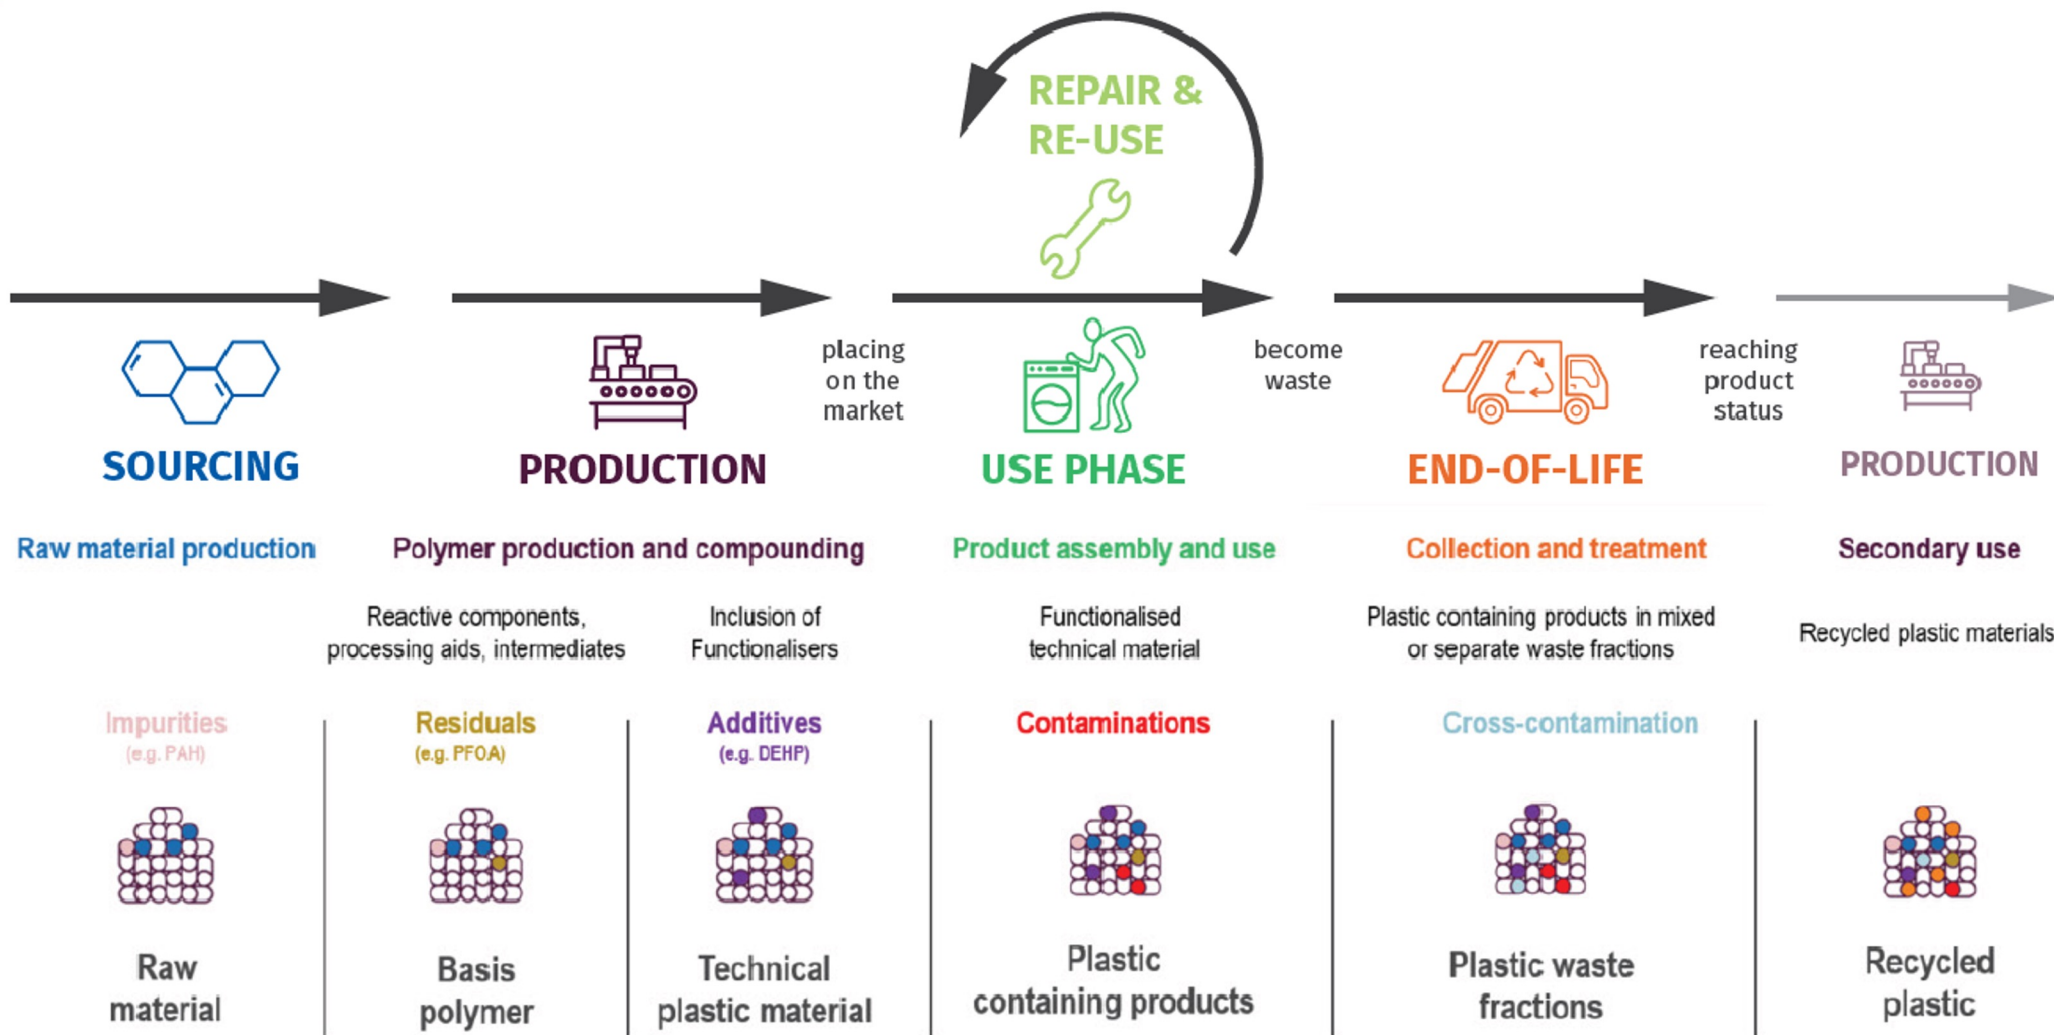 REPAIR &
RE-USE
placing
on the
market
become
waste
reaching
product
status
SOURCING
PRODUCTION
USE PHASE
END-OF-LIFE
PRODUCTION
Raw material production
Polymer production and compounding
Product assembly and use
Collection and treatment
Secondary use
Reactive components,
processing aids, intermediates
Inclusion of
Functionalisers
Functionalised
technical material
Plastic containing products in mixed
or separate waste fractions
Recycled plastic materials
Impurities
(e.g. PAH)
Residuals
(e.g. PFOA)
Additives
(e.g. DEHP)
Contaminations
Cross-contamination
Raw
material
Basis
polymer
Technical
plastic material
Plastic
containing products
Plastic waste
fractions
Recycled
plastic